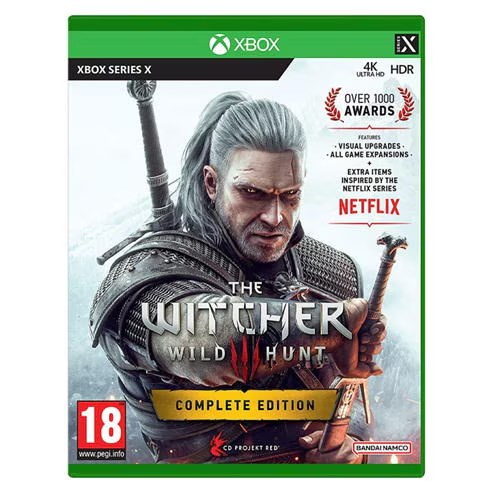 XBOX
SERIES X
XBOX SERIES X
4K
ULTRA HD
HDR
OVER 1000
AWARDS
FEATURES
· VISUAL UPGRADES ·
· ALL GAME EXPANSIONS ·
+
EXTRA ITEMS
INSPIRED BY THE
NETFLIX SERIES
NETFLIX
THE
WITCHER
WILD HUNT
COMPLETE EDITION
18
www.pegi.info
CD PROJEKT RED
BANDAI NAMCO